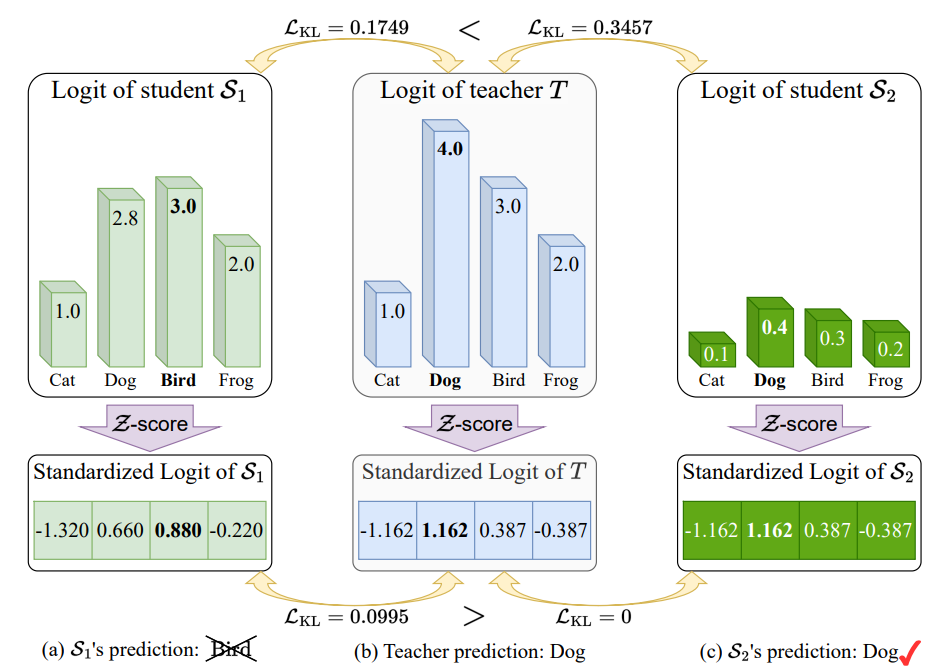 ℒ_KL = 0.1749 < ℒ_KL = 0.3457
Logit of student 𝒮₁
3.0
2.8
2.0
1.0
Cat Dog Bird Frog
Logit of teacher T
4.0
3.0
2.0
1.0
Cat Dog Bird Frog
Logit of student 𝒮₂
0.4
0.3
0.2
0.1
Cat Dog Bird Frog
𝒵-score
𝒵-score
𝒵-score
Standardized Logit of 𝒮₁
-1.320 0.660 0.880 -0.220
Standardized Logit of T
-1.162 1.162 0.387 -0.387
Standardized Logit of 𝒮₂
-1.162 1.162 0.387 -0.387
ℒ_KL = 0.0995 > ℒ_KL = 0
(a) 𝒮₁'s prediction: Bird
(b) Teacher prediction: Dog
(c) 𝒮₂'s prediction: Dog